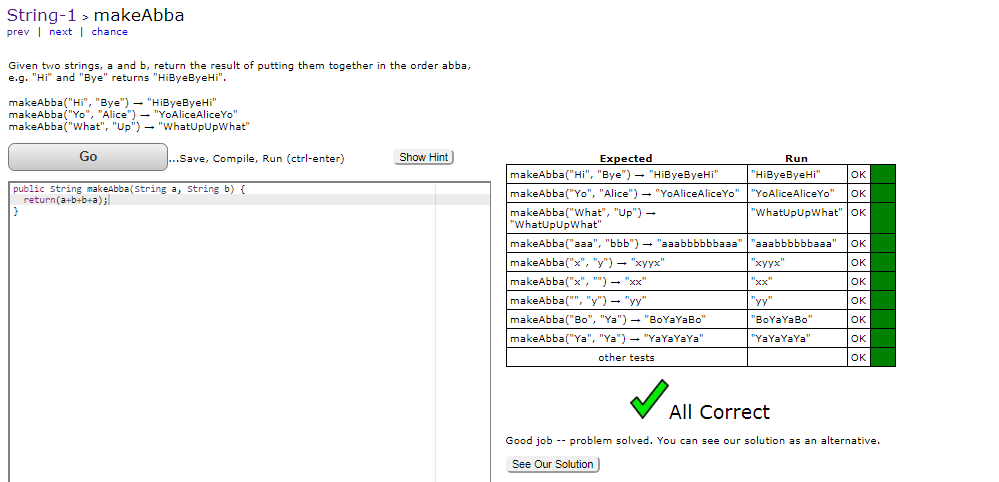 String-1 > makeAbba
prev | next | chance
Given two strings, a and b, return the result of putting them together in the order abba,
e.g. "Hi" and "Bye" returns "HiByeByeHi".
makeAbba("Hi", "Bye") → "HiByeByeHi"
makeAbba("Yo", "Alice") → "YoAliceAliceYo"
makeAbba("What", "Up") → "WhatUpUpWhat"
Go
...Save, Compile, Run (ctrl-enter)
Show Hint
public String makeAbba(String a, String b) {
return(a+b+b+a);
}
Expected Run
makeAbba("Hi", "Bye") → "HiByeByeHi" "HiByeByeHi" OK
makeAbba("Yo", "Alice") → "YoAliceAliceYo" "YoAliceAliceYo" OK
makeAbba("What", "Up") → "WhatUpUpWhat" OK
"WhatUpUpWhat"
makeAbba("aaa", "bbb") → "aaabbbbbbaaa" "aaabbbbbbaaa" OK
makeAbba("x", "y") → "xyyx" "xyyx" OK
makeAbba("x", "") → "xx" "xx" OK
makeAbba("", "y") → "yy" "yy" OK
makeAbba("Bo", "Ya") → "BoYaYaBo" "BoYaYaBo" OK
makeAbba("Ya", "Ya") → "YaYaYaYa" "YaYaYaYa" OK
other tests OK
All Correct
Good job -- problem solved. You can see our solution as an alternative.
See Our Solution